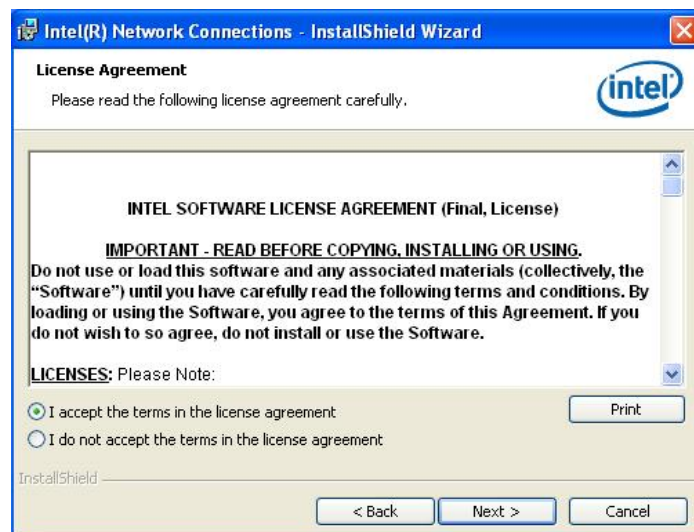 Intel(R) Network Connections - InstallShield Wizard
License Agreement
Please read the following license agreement carefully.
intel
INTEL SOFTWARE LICENSE AGREEMENT (Final, License)
IMPORTANT - READ BEFORE COPYING, INSTALLING OR USING.
Do not use or load this software and any associated materials (collectively, the
“Software”) until you have carefully read the following terms and conditions. By
loading or using the Software, you agree to the terms of this Agreement. If you
do not wish to so agree, do not install or use the Software.
LICENSES: Please Note:
I accept the terms in the license agreement
Print
I do not accept the terms in the license agreement
InstallShield
< Back
Next >
Cancel